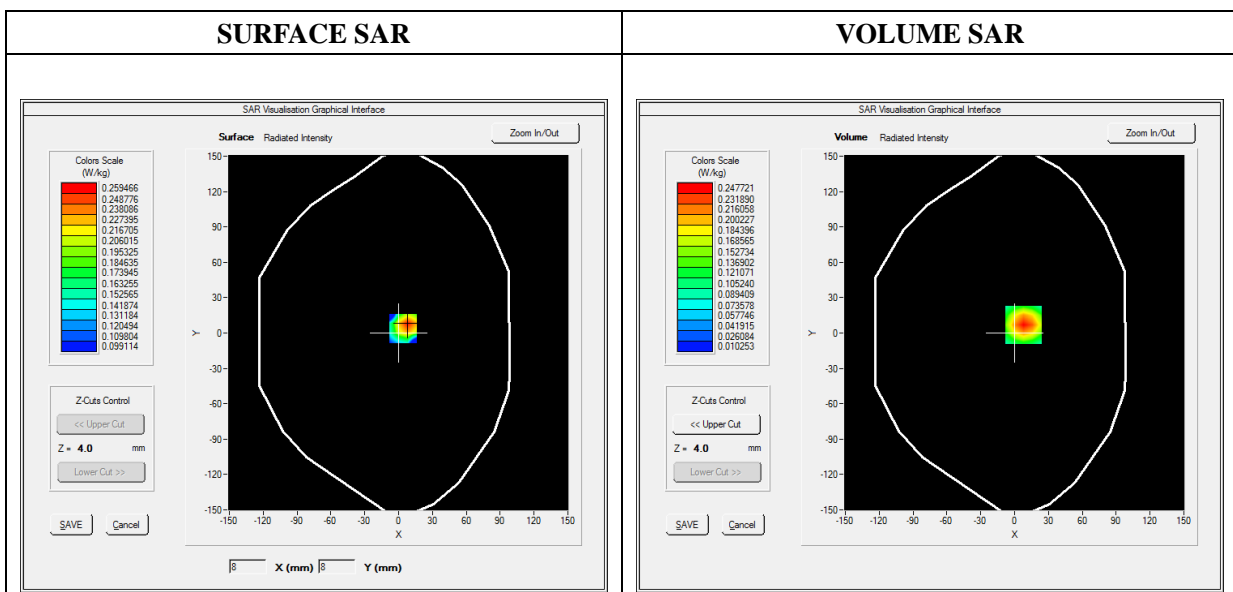 SURFACE SAR
VOLUME SAR
SAR Visualisation Graphical Interface
Surface Radiated Intensity
Zoom In/Out
Colors Scale
(W/kg)
0.259466
0.248776
0.238086
0.227395
0.216705
0.206015
0.195325
0.184635
0.173945
0.163255
0.152565
0.141874
0.131184
0.120494
0.109804
0.099114
Z-Cuts Control
<< Upper Cut
Z = 4.0 mm
Lower Cut >>
SAVE Cancel
150
120
90
60
30
0
-30
-60
-90
-120
-150
Y
-150 -120 -90 -60 -30 0 30 60 90 120 150
X
8 X (mm) 8 Y (mm)
SAR Visualisation Graphical Interface
Volume Radiated Intensity
Zoom In/Out
Colors Scale
(W/kg)
0.247721
0.231890
0.216058
0.200227
0.184396
0.168565
0.152734
0.136902
0.121071
0.105240
0.089409
0.073578
0.057746
0.041915
0.026084
0.010253
Z-Cuts Control
<< Upper Cut
Z = 4.0 mm
Lower Cut >>
SAVE Cancel
150
120
90
60
30
0
-30
-60
-90
-120
-150
Y
-150 -120 -90 -60 -30 0 30 60 90 120 150
X